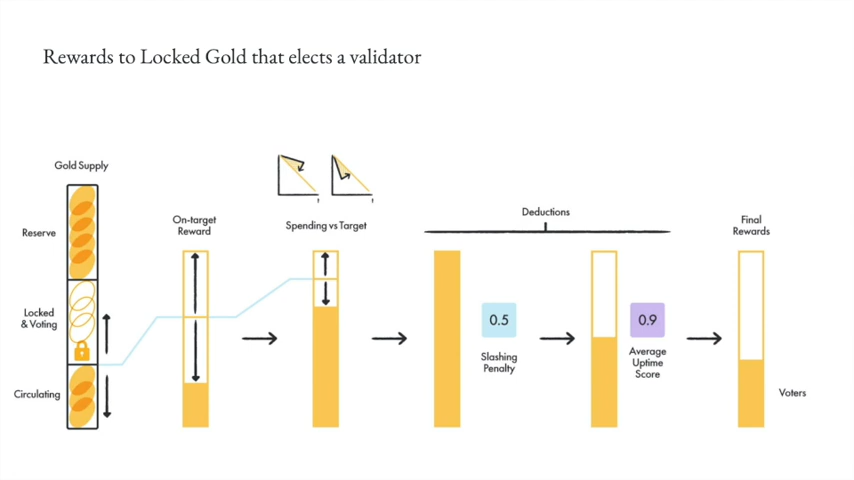 Rewards to Locked Gold that elects a validator
Gold Supply
Reserve
Locked
& Voting
Circulating
On-target
Reward
Spending vs Target
Deductions
0.5
Slashing
Penalty
0.9
Average
Uptime
Score
Final
Rewards
Voters